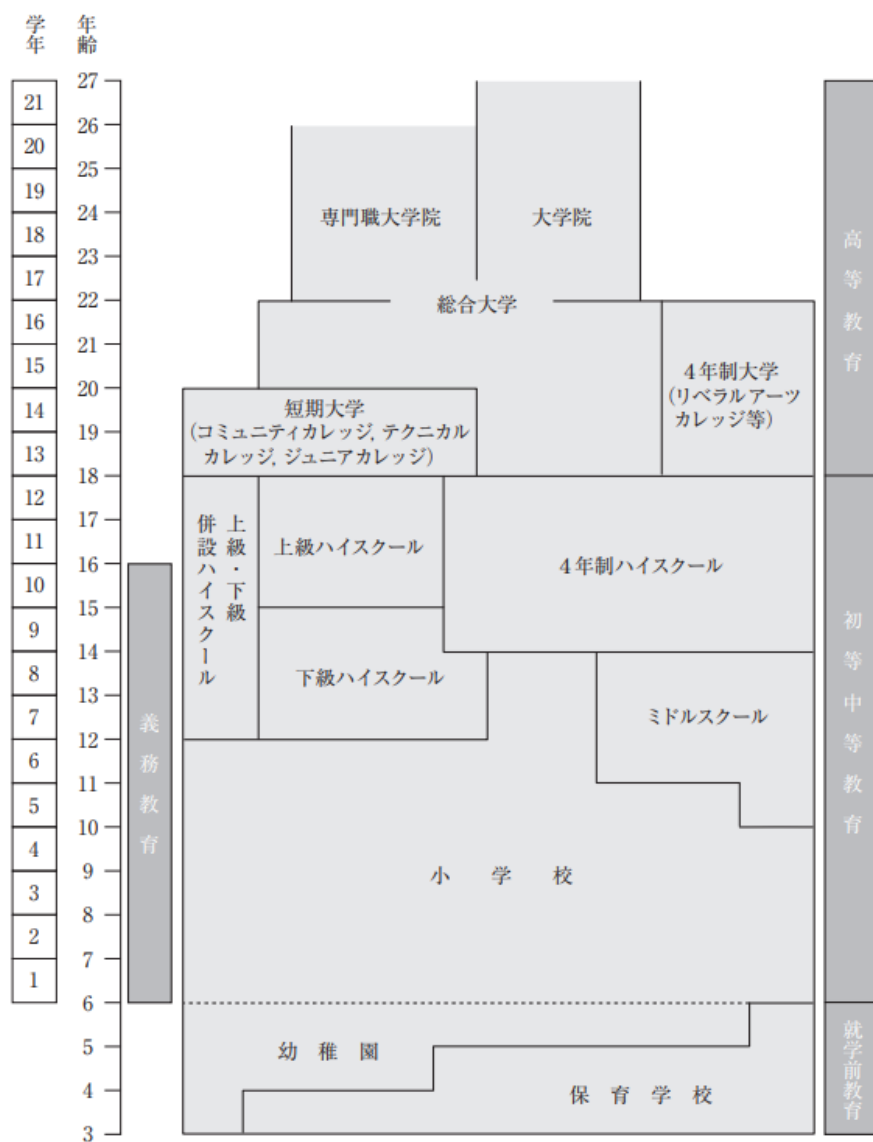 学年
年齢
27
21
26
20
25
19
24
18
23
17
22
16
21
15
20
14
19
13
18
12
17
11
16
10
15
9
14
8
13
7
12
6
11
5
10
4
9
3
8
2
7
1
6
5
4
3
義務教育
専門職大学院
大学院
総合大学
4年制大学
(リベラルアーツ
カレッジ等)
短期大学
(コミュニティカレッジ, テクニカル
カレッジ, ジュニアカレッジ)
上級・下級
併設ハイスクール
上級ハイスクール
4年制ハイスクール
下級ハイスクール
ミドルスクール
小学校
幼稚園
保育学校
高等教育
初等中等教育
就学前教育